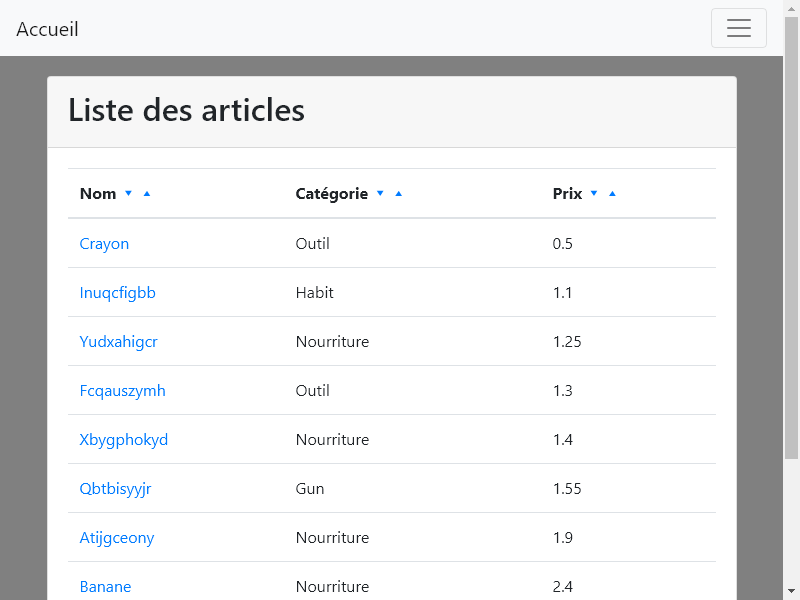 Accueil
Liste des articles
Nom ▼ ▲ Catégorie ▼ ▲ Prix ▼ ▲
Crayon Outil 0.5
Inuqcfigbb Habit 1.1
Yudxahigcr Nourriture 1.25
Fcqauszymh Outil 1.3
Xbygphokyd Nourriture 1.4
Qbtbisyyjr Gun 1.55
Atijgceony Nourriture 1.9
Banane Nourriture 2.4